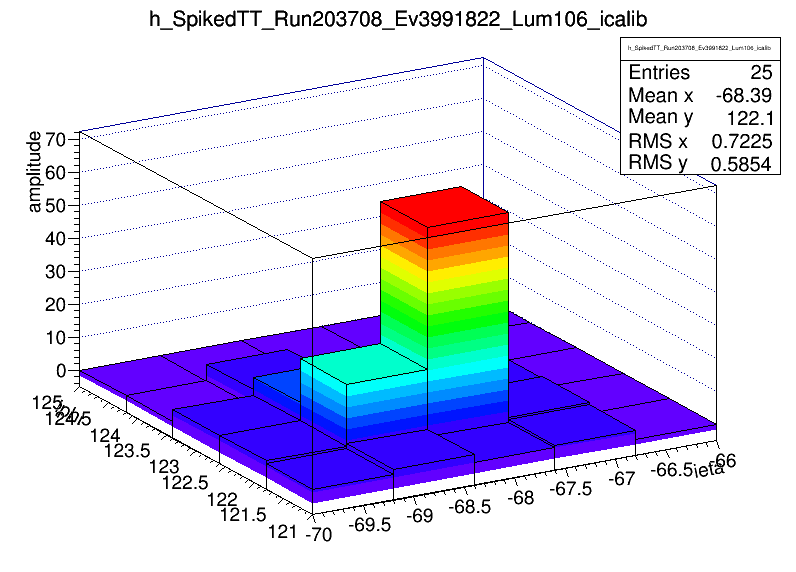 h_SpikedTT_Run203708_Ev3991822_Lum106_icalib
h_SpikedTT_Run203708_Ev3991822_Lum106_icalib
Entries 25
Mean x -68.39
Mean y 122.1
RMS x 0.7225
RMS y 0.5854
amplitude
70
60
50
40
30
20
10
0
125
124.5
124
123.5
123
122.5
122
121.5
121
-70
-69.5
-69
-68.5
-68
-67.5
-67
-66.5
-66
ieta